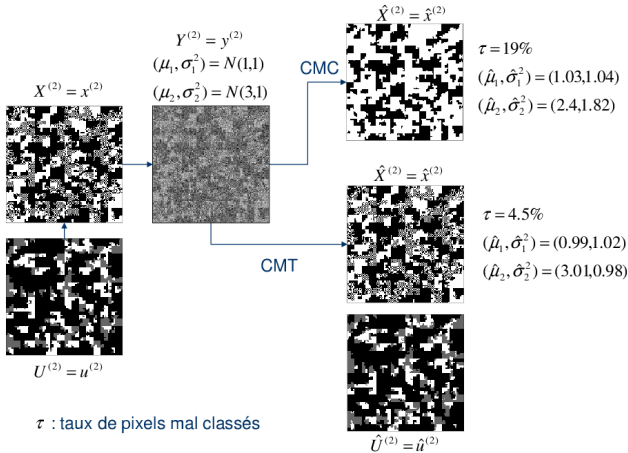 X̂⁽²⁾ = x̂⁽²⁾
Y⁽²⁾ = y⁽²⁾
(μ₁,σ₁²) = N(1,1)
(μ₂,σ₂²) = N(3,1)
X⁽²⁾ = x⁽²⁾
CMC
τ = 19%
(μ̂₁,σ̂₁²) = (1.03,1.04)
(μ̂₂,σ̂₂²) = (2.4,1.82)
X̂⁽²⁾ = x̂⁽²⁾
CMT
τ = 4.5%
(μ̂₁,σ̂₁²) = (0.99,1.02)
(μ̂₂,σ̂₂²) = (3.01,0.98)
U⁽²⁾ = u⁽²⁾
τ : taux de pixels mal classés
Û⁽²⁾ = û⁽²⁾